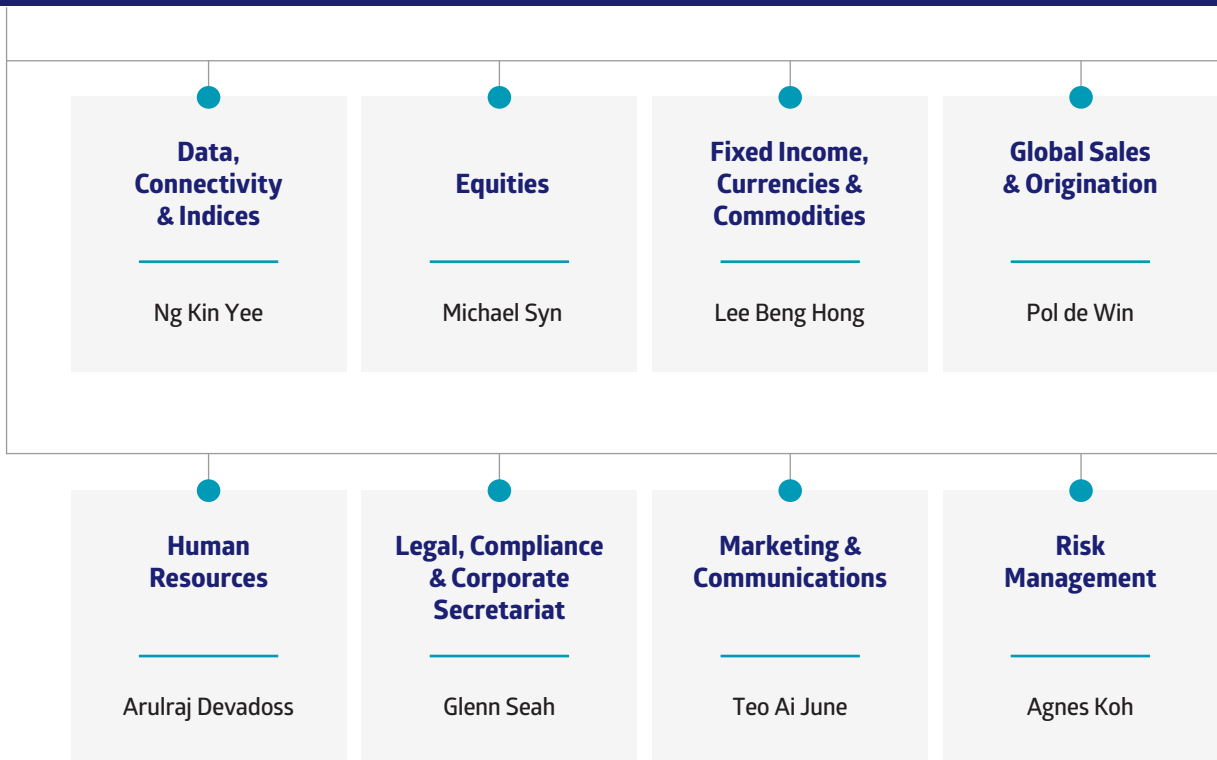 Data,
Connectivity
& Indices
Ng Kin Yee
Equities
Michael Syn
Fixed Income,
Currencies &
Commodities
Lee Beng Hong
Global Sales
& Origination
Pol de Win
Human
Resources
Arulraj Devadoss
Legal, Compliance
& Corporate
Secretariat
Glenn Seah
Marketing &
Communications
Teo Ai June
Risk
Management
Agnes Koh